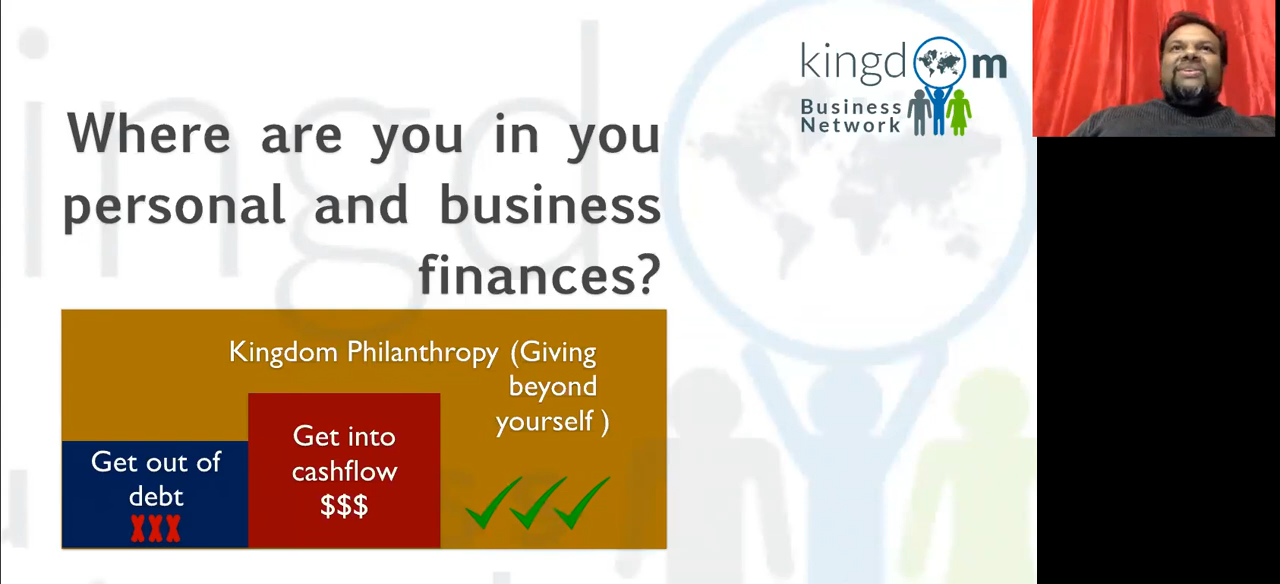 kingdom
Business
Network
Where are you in you
personal and business
finances?
Kingdom Philanthropy (Giving
beyond
yourself )
Get out of
debt
XXX
Get into
cashflow
$$$